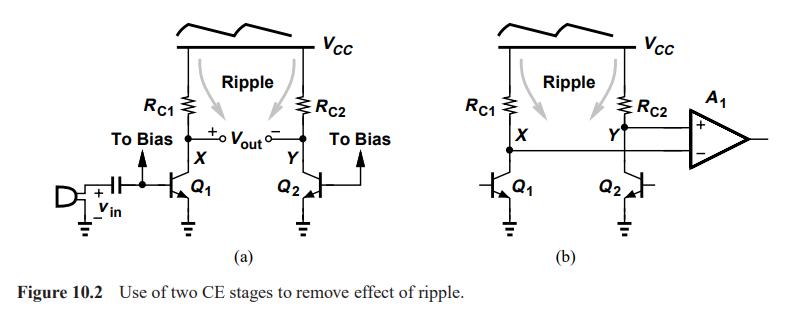 V_CC
Ripple
R_C1
R_C2
To Bias
+ V_out −
To Bias
X
Y
Q_1
Q_2
+
V_in
−
(a)
V_CC
Ripple
R_C1
R_C2
A_1
X
Y
+
−
Q_1
Q_2
(b)
Figure 10.2 Use of two CE stages to remove effect of ripple.